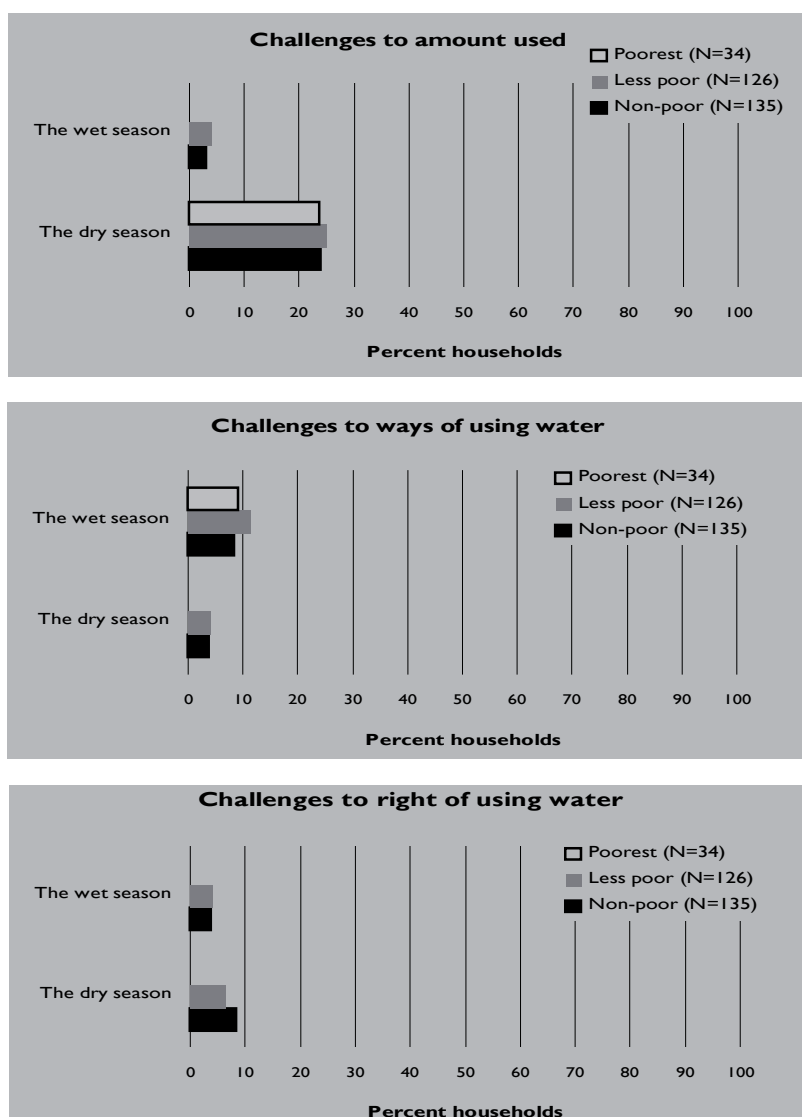 Challenges to amount used
Poorest (N=34)
Less poor (N=126)
Non-poor (N=135)
The wet season
The dry season
0 10 20 30 40 50 60 70 80 90 100
Percent households
Challenges to ways of using water
Poorest (N=34)
Less poor (N=126)
Non-poor (N=135)
The wet season
The dry season
0 10 20 30 40 50 60 70 80 90 100
Percent households
Challenges to right of using water
Poorest (N=34)
Less poor (N=126)
Non-poor (N=135)
The wet season
The dry season
0 10 20 30 40 50 60 70 80 90 100
Percent households